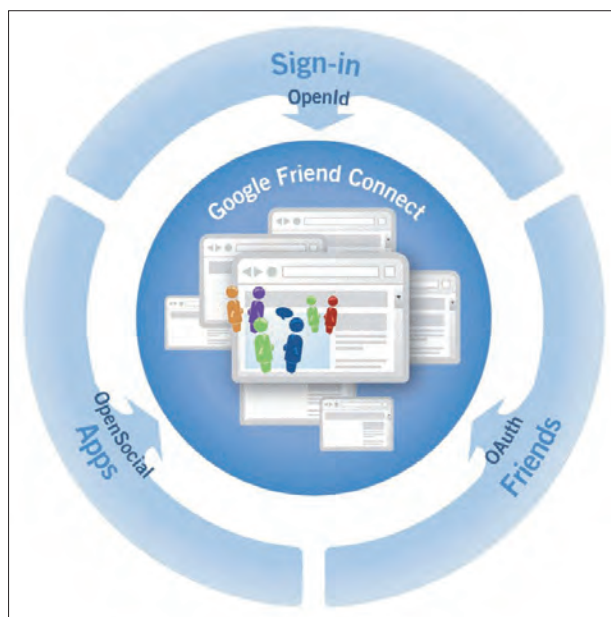 Sign-in
OpenId
Google Friend Connect
OpenSocial
Apps
OAuth
Friends